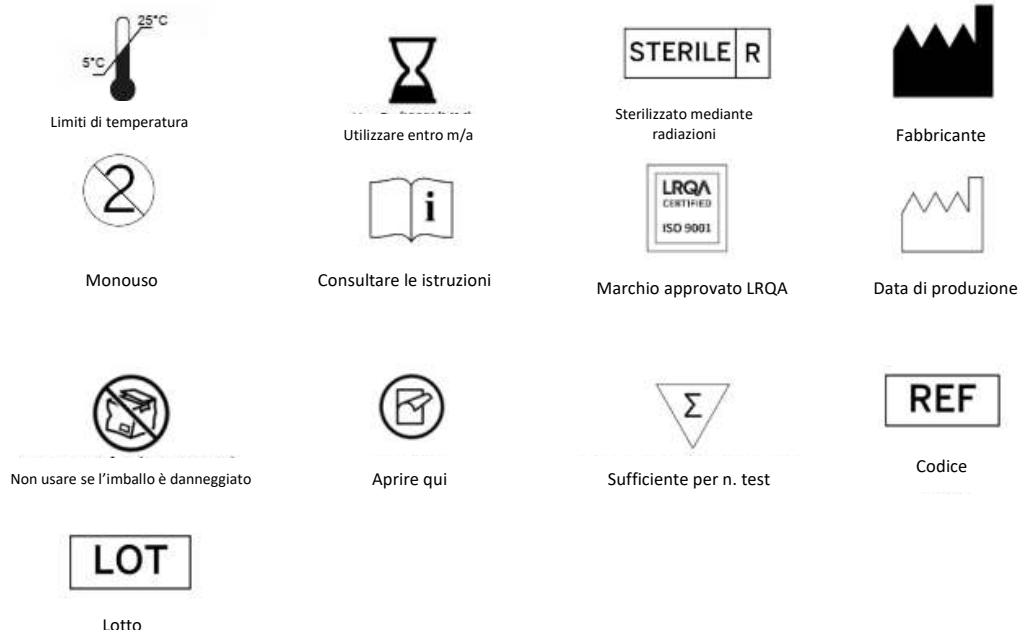 25°C
5°C
STERILE R
Limiti di temperatura
Utilizzare entro m/a
Sterilizzato mediante
radiazioni
Fabbricante
2
i
LRQA
CERTIFIED
ISO 9001
Monouso
Consultare le istruzioni
Marchio approvato LRQA
Data di produzione
Σ
REF
Non usare se l’imballo è danneggiato
Aprire qui
Sufficiente per n. test
Codice
LOT
Lotto